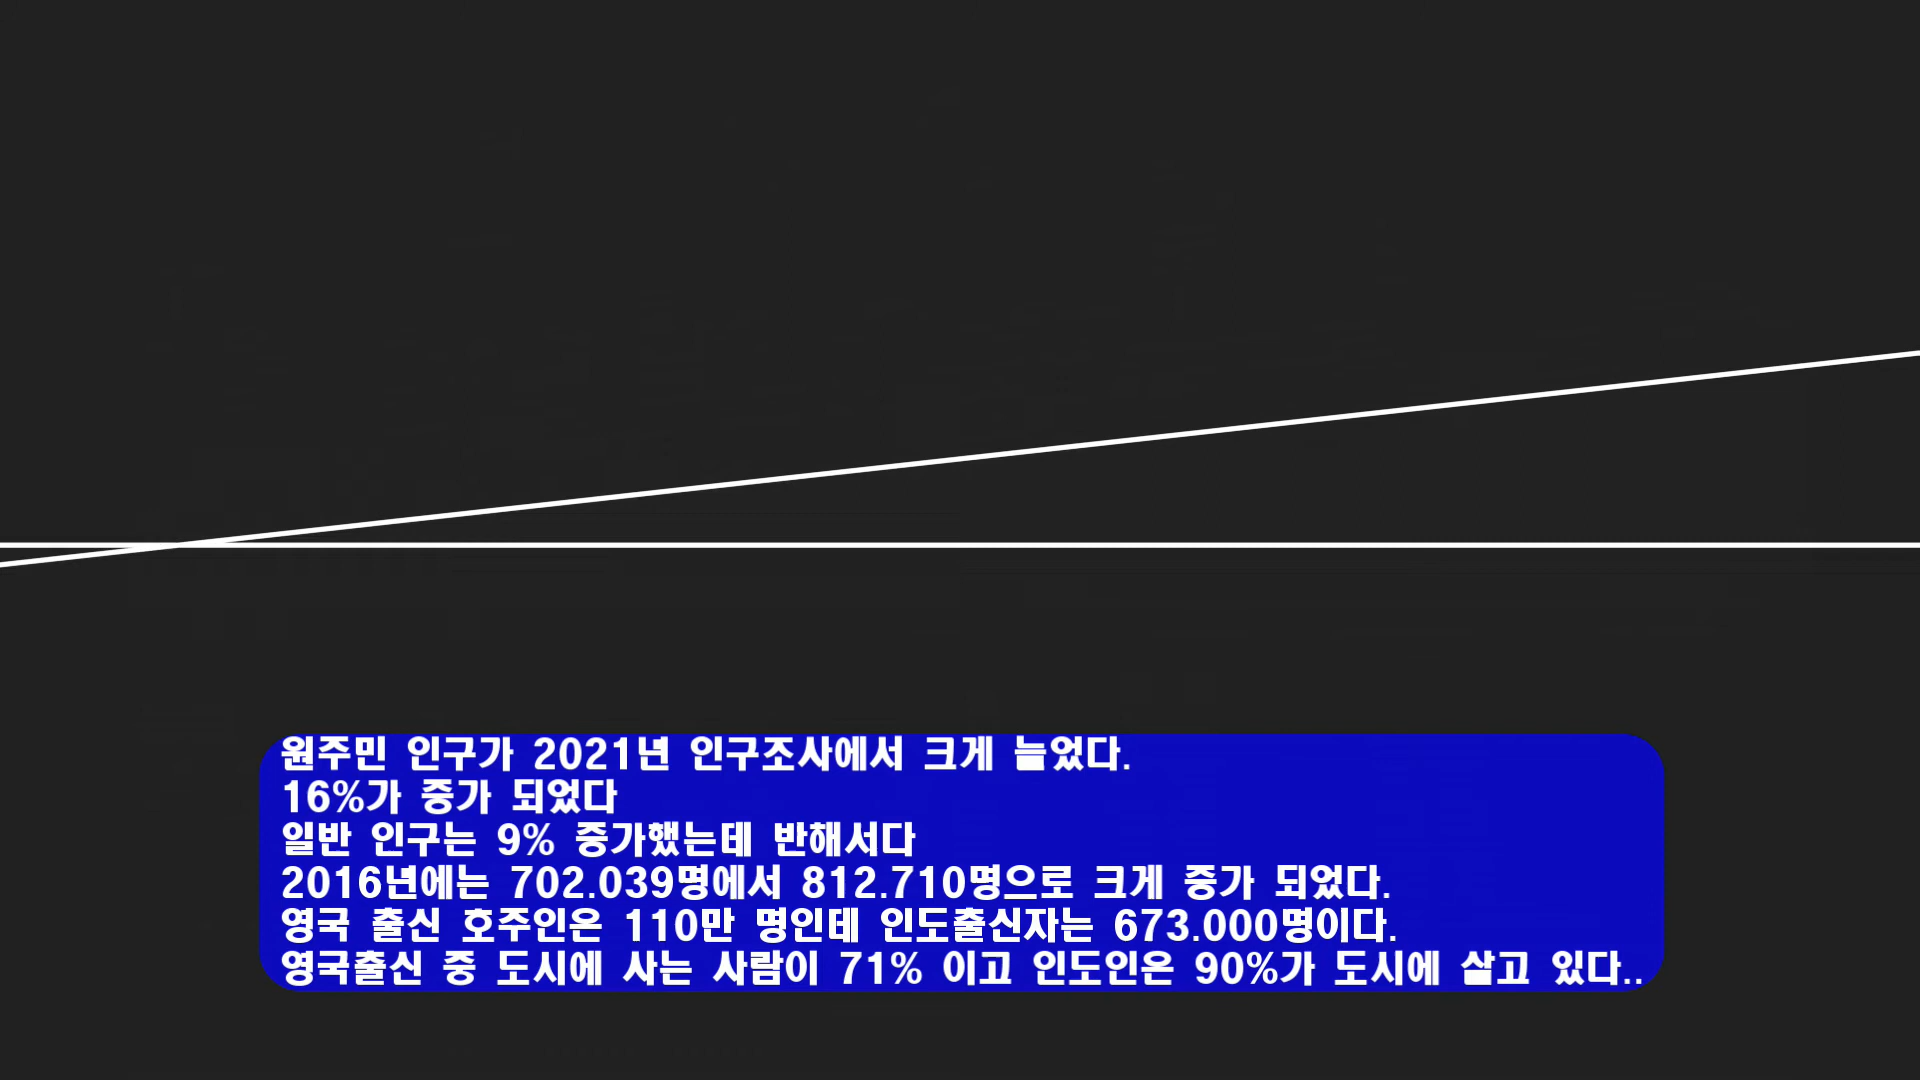 원주민 인구가 2021년 인구조사에서 크게 늘었다.
16%가 증가 되었다
일반 인구는 9% 증가했는데 반해서다
2016년에는 702.039명에서 812.710명으로 크게 증가 되었다.
영국 출신 호주인은 110만 명인데 인도출신자는 673.000명이다.
영국출신 중 도시에 사는 사람이 71% 이고 인도인은 90%가 도시에 살고 있다..